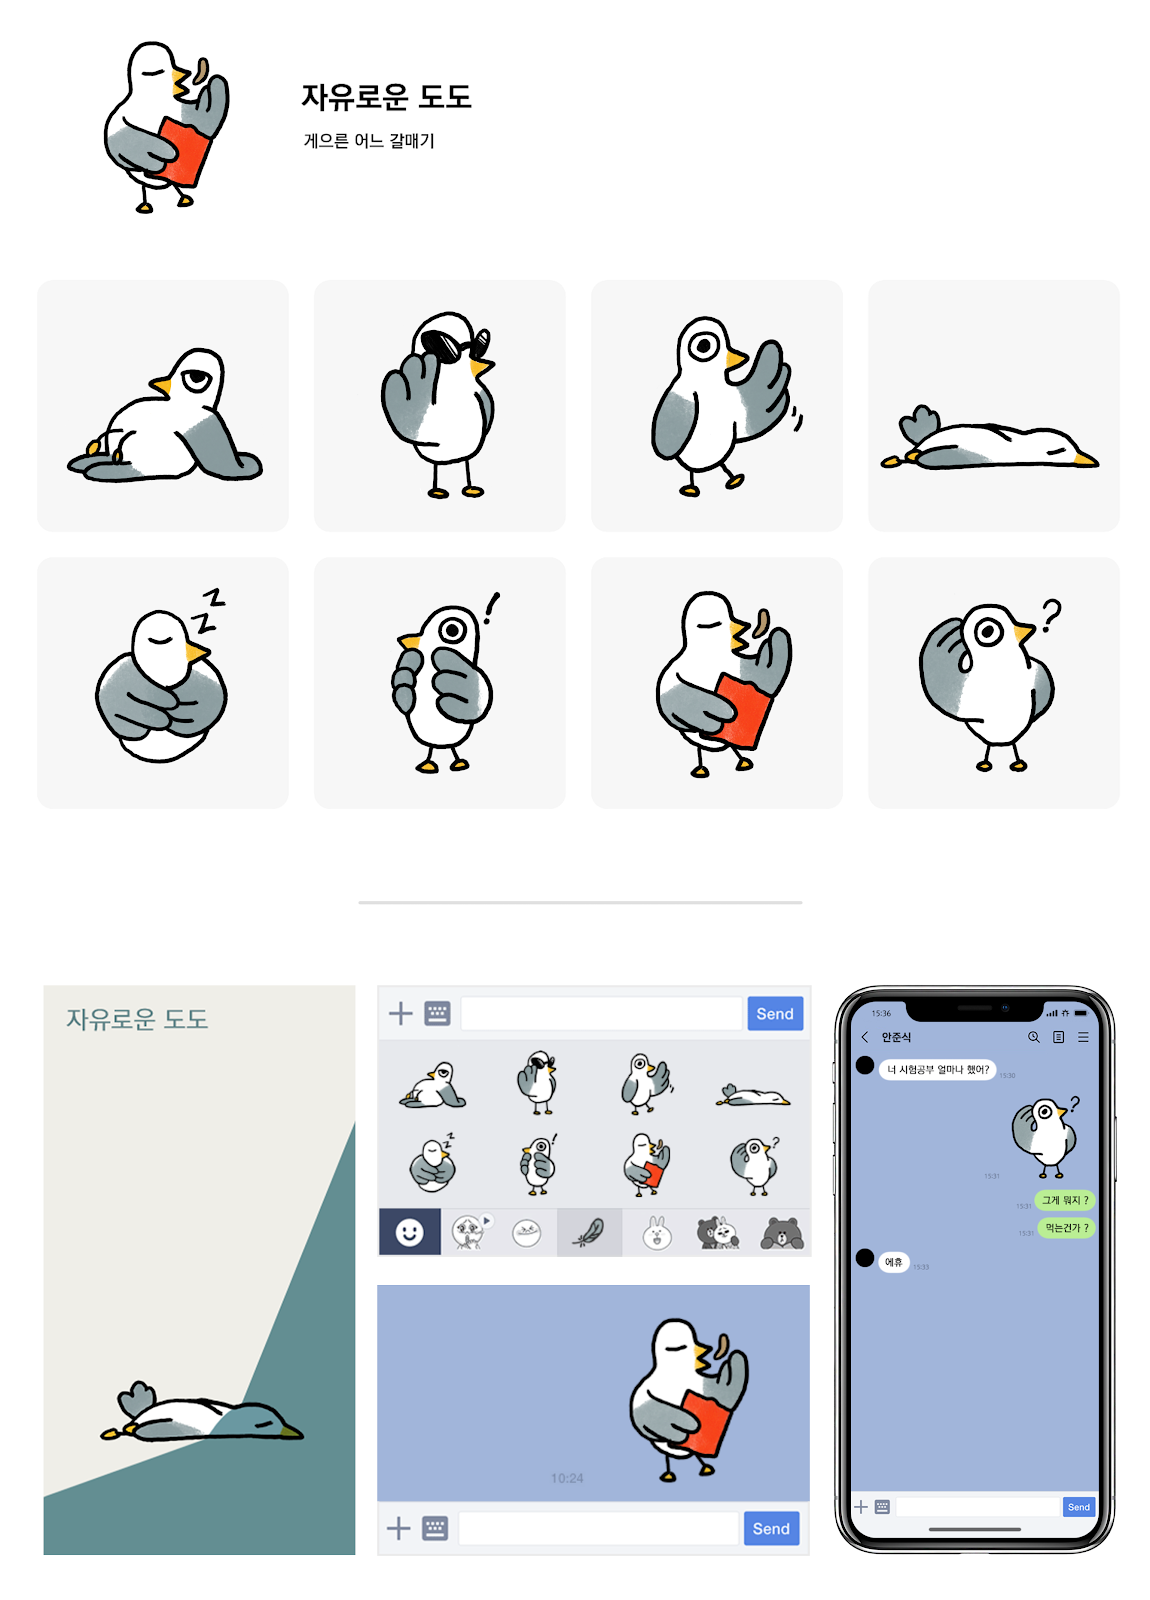 자유로운 도도
게으른 어느 갈매기
z
z
!
?
자유로운 도도
Send
z
z
!
?
10:24
Send
15:36
안준식
너 시험공부 얼마나 했어?
15:30
?
15:31
그게 뭐지 ?
15:31
먹는건가 ?
15:31
에휴
15:33
Send